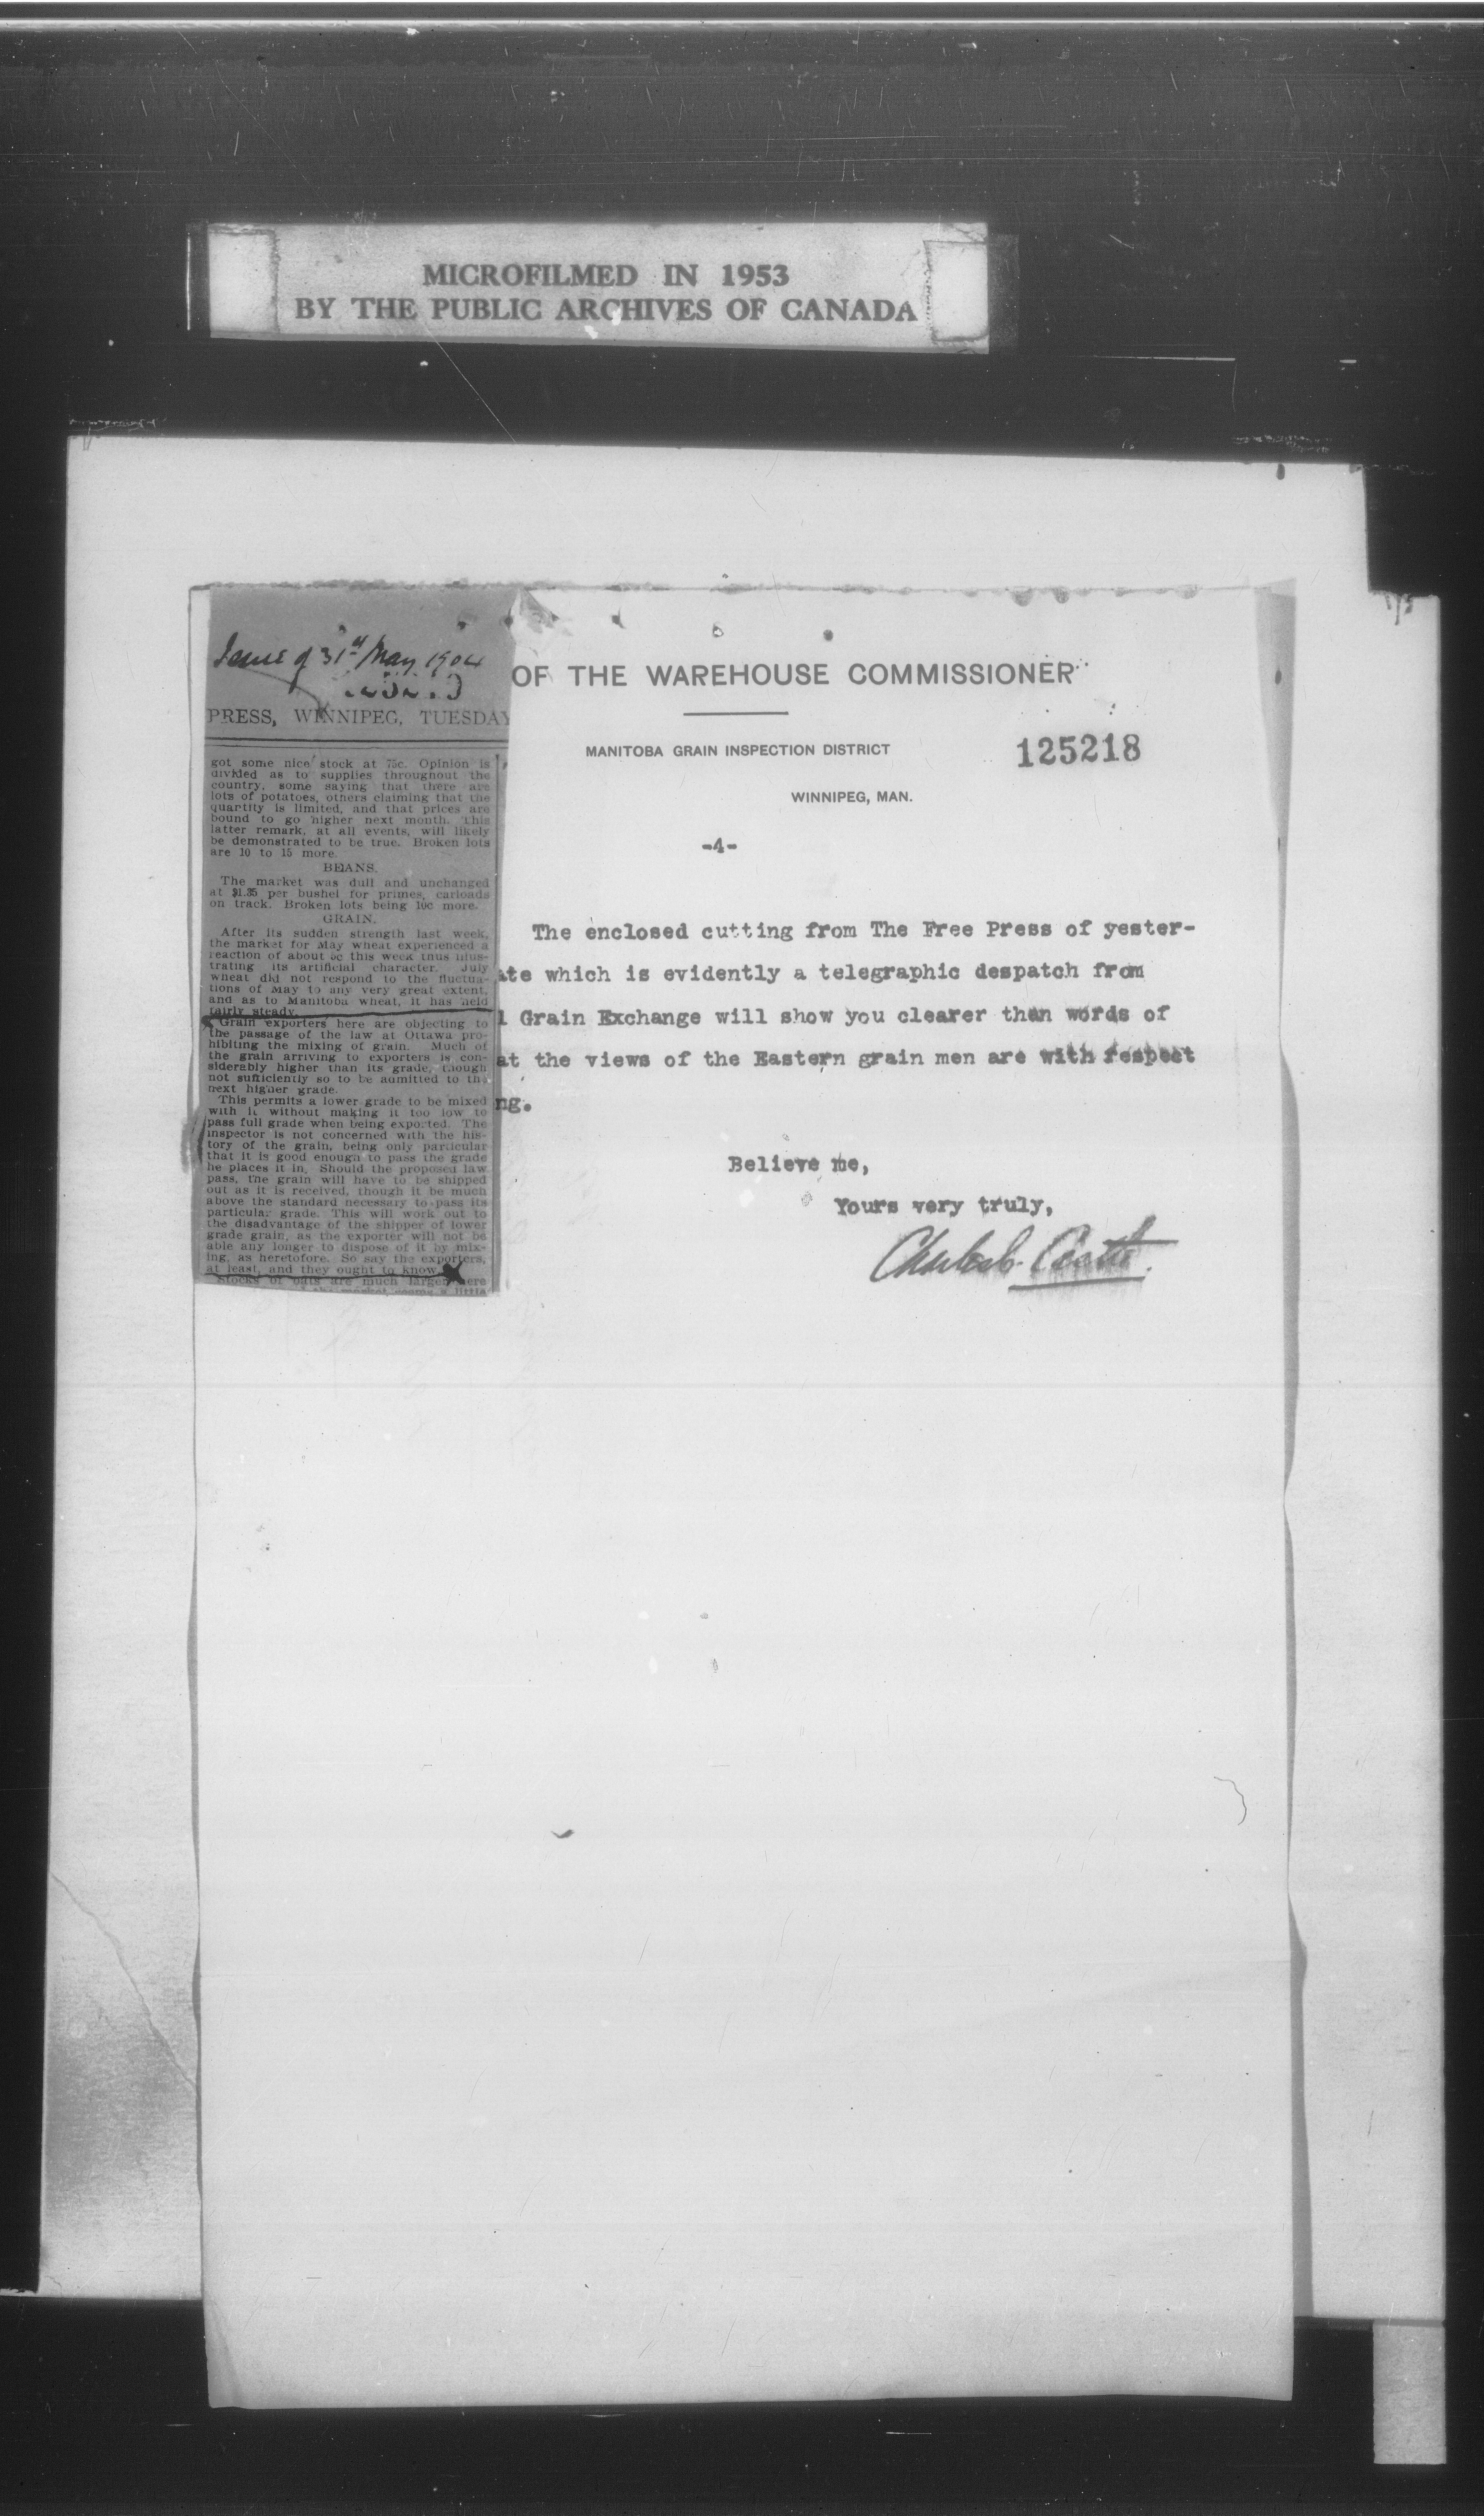 MICROFILMED IN 1953
BY THE PUBLIC ARCHIVES OF CANADA
Issue of 31st May 1904
PRESS, WINNIPEG, TUESDAY
got some nice stock at 75c. Opinion is
divided as to supplies throughout the
country, some saying that there are
lots of potatoes, others claiming that the
quartity is limited, and that prices are
bound to go higher next month. This
latter remark, at all events, will likely
be demonstrated to be true. Broken lots
are 10 to 15 more.
BEANS.
The market was dull and unchanged
at $1.35 per bushel for primes, carloads
on track. Broken lots being 10c more.
GRAIN.
After its sudden strength last week,
the market for May wheat experienced a
reaction of about 5c this week thus illus-
trating its artificial character. July
wheat did not respond to the fluctua-
tions of May to any very great extent,
and as to Manitoba wheat, it has held
fairly steady.
Grain exporters here are objecting to
the passage of the law at Ottawa pro-
hibiting the mixing of grain. Much of
the grain arriving to exporters is con-
siderably higher than its grade, though
not sufficiently so to be admitted to the
next higher grade.
This permits a lower grade to be mixed
with it without making it too low to
pass full grade when being exported. The
inspector is not concerned with the his-
tory of the grain, being only particular
that it is good enough to pass the grade
he places it in. Should the proposed law
pass, the grain will have to be shipped
out as it is received, though it be much
above the standard necessary to pass its
particular grade. This will work out to
the disadvantage of the shipper of lower
grade grain, as the exporter will not be
able any longer to dispose of it by mix-
ing, as heretofore. So say the exporters,
at least, and they ought to know.
Stocks of oats are much larger here
the market seems a little
OF THE WAREHOUSE COMMISSIONER
MANITOBA GRAIN INSPECTION DISTRICT
125218
WINNIPEG, MAN.
-4-
The enclosed cutting from The Free Press of yester-
ate which is evidently a telegraphic despatch from
l Grain Exchange will show you clearer than words of
at the views of the Eastern grain men are with respect
ng.
Believe me,
Yours very truly,
Charles C. Castle.